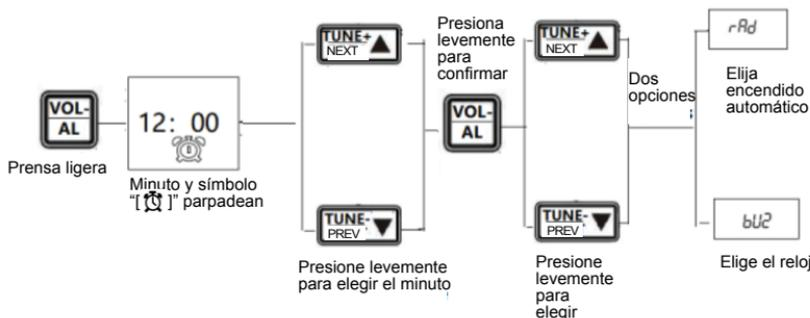 VOL-
AL
Prensa ligera
12: 00
Minuto y símbolo
“[⏰]” parpadean
TUNE+
NEXT
TUNE-
PREV
Presione levemente
para elegir el minuto
Presiona
levemente
para
confirmar
VOL-
AL
TUNE+
NEXT
TUNE-
PREV
Presione
levemente
para
elegir
Dos
opciones
rAd
Elija
encendido
automático
bUZ
Elige el reloj